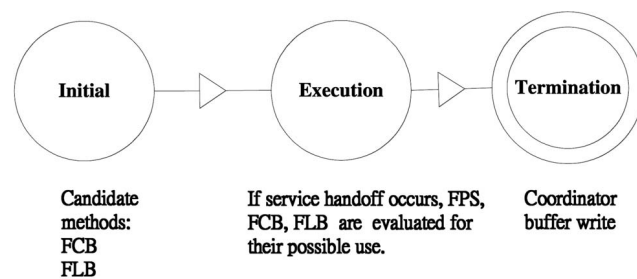 Initial
Execution
Termination
Candidate
methods:
FCB
FLB
If service handoff occurs, FPS,
FCB, FLB are evaluated for
their possible use.
Coordinator
buffer write